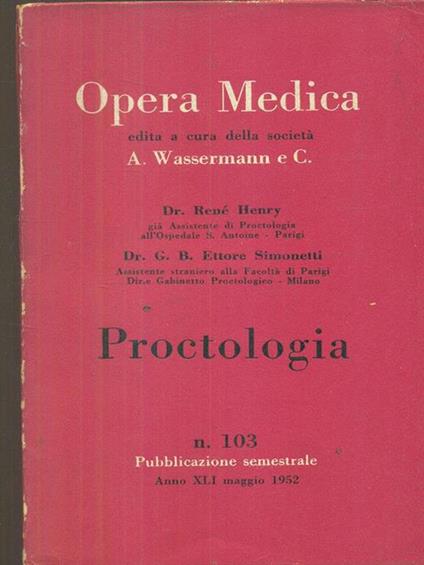 Opera Medica
edita a cura della società
A. Wassermann e C.
Dr. René Henry
già Assistente di Proctologia
all'Ospedale S. Antoine - Parigi
Dr. G. B. Ettore Simonetti
Assistente straniero alla Facoltà di Parigi
Dir.e Gabinetto Proctologico - Milano
Proctologia
n. 103
Pubblicazione semestrale
Anno XLI maggio 1952